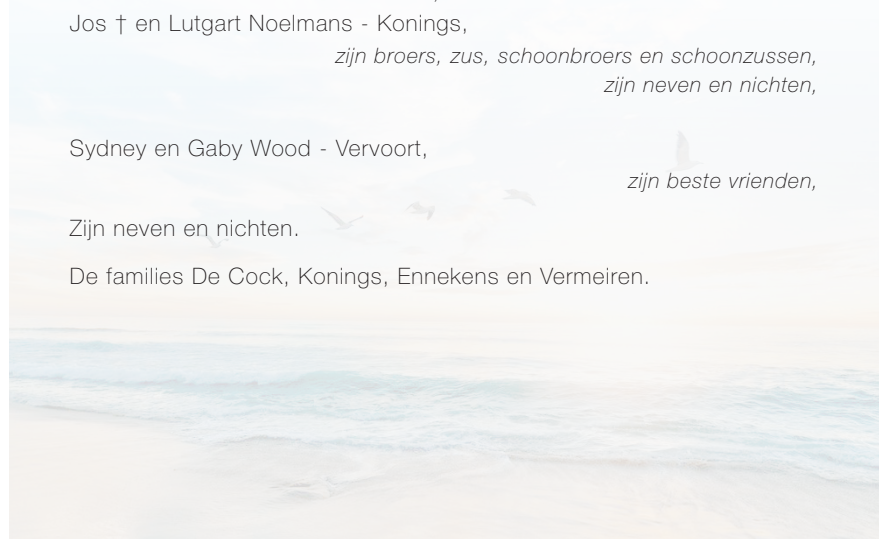 Jos † en Lutgart Noelmans - Konings,
zijn broers, zus, schoonbroers en schoonzussen,
zijn neven en nichten,
Sydney en Gaby Wood - Vervoort,
zijn beste vrienden,
Zijn neven en nichten.
De families De Cock, Konings, Ennekens en Vermeiren.